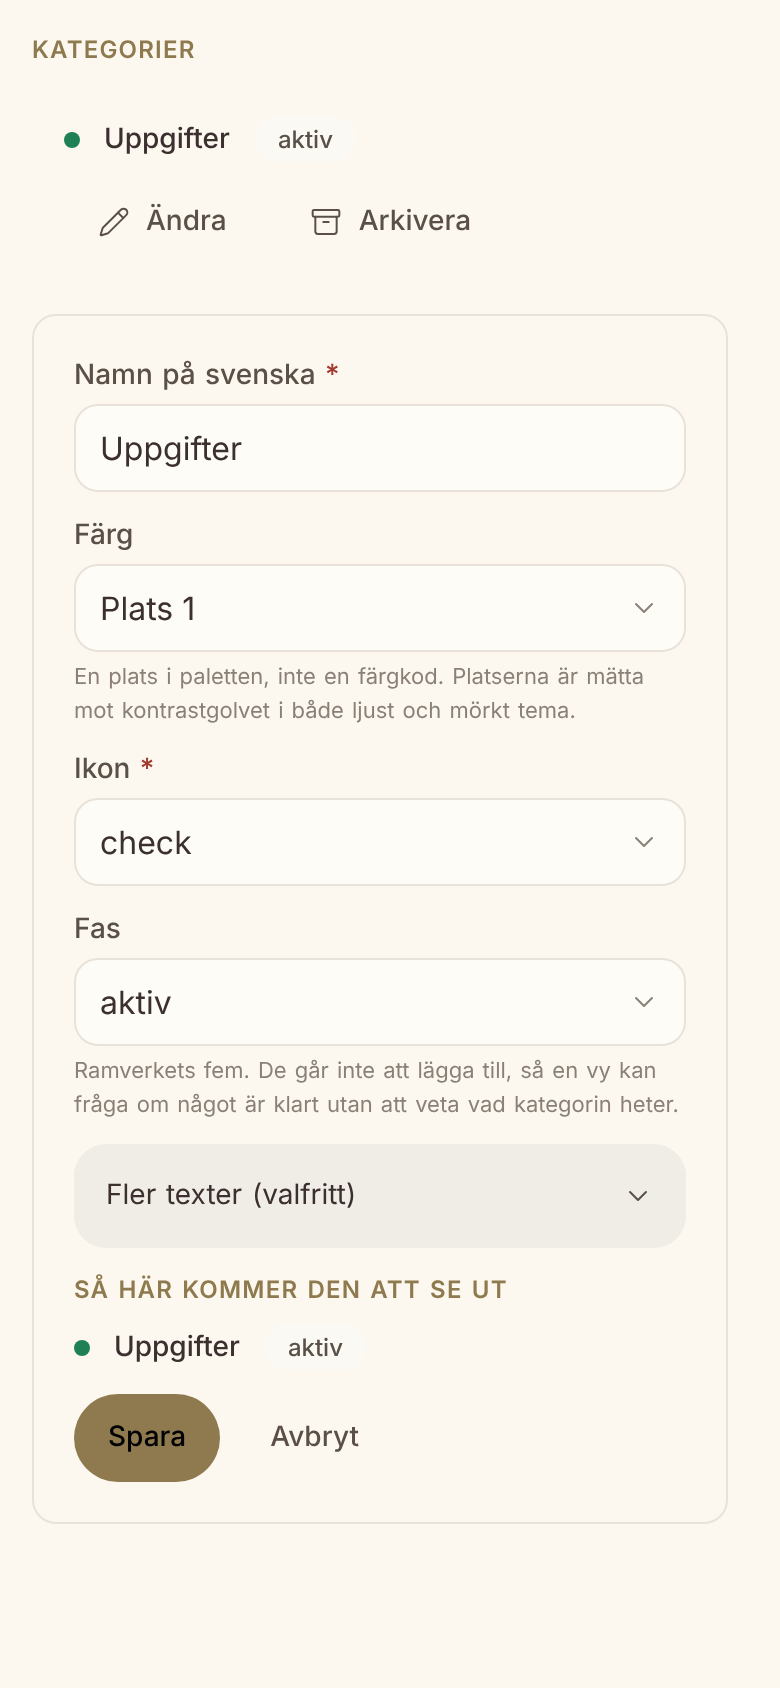 KATEGORIER
Uppgifter aktiv
Ändra Arkivera
Namn på svenska *
Uppgifter
Färg
Plats 1
En plats i paletten, inte en färgkod. Platserna är mätta
mot kontrastgolvet i både ljust och mörkt tema.
Ikon *
check
Fas
aktiv
Ramverkets fem. De går inte att lägga till, så en vy kan
fråga om något är klart utan att veta vad kategorin heter.
Fler texter (valfritt)
SÅ HÄR KOMMER DEN ATT SE UT
Uppgifter aktiv
Spara Avbryt